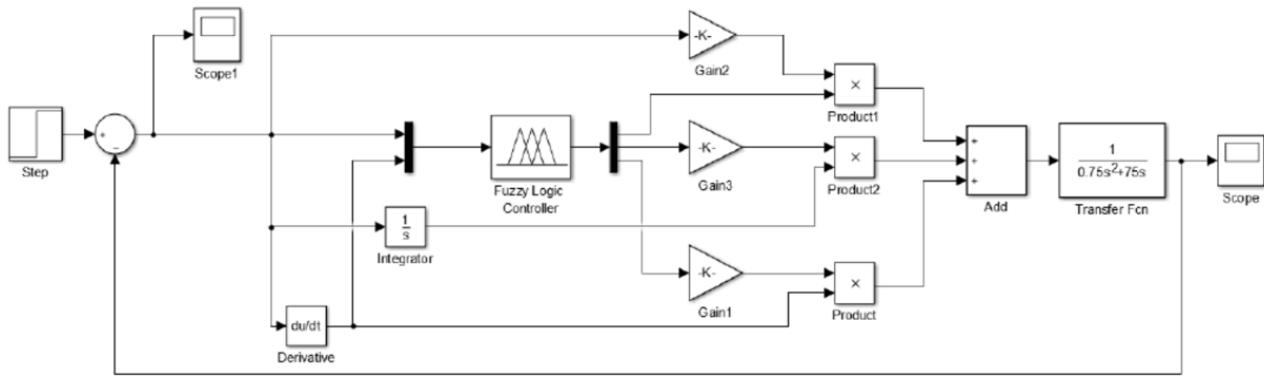 Step
+
−
Scope1
-K-
Gain2
×
Product1
Fuzzy Logic
Controller
-K-
Gain3
×
Product2
1
s
Integrator
-K-
Gain1
×
Product
du/dt
Derivative
+
+
+
Add
1
0.75s²+75s
Transfer Fcn
Scope